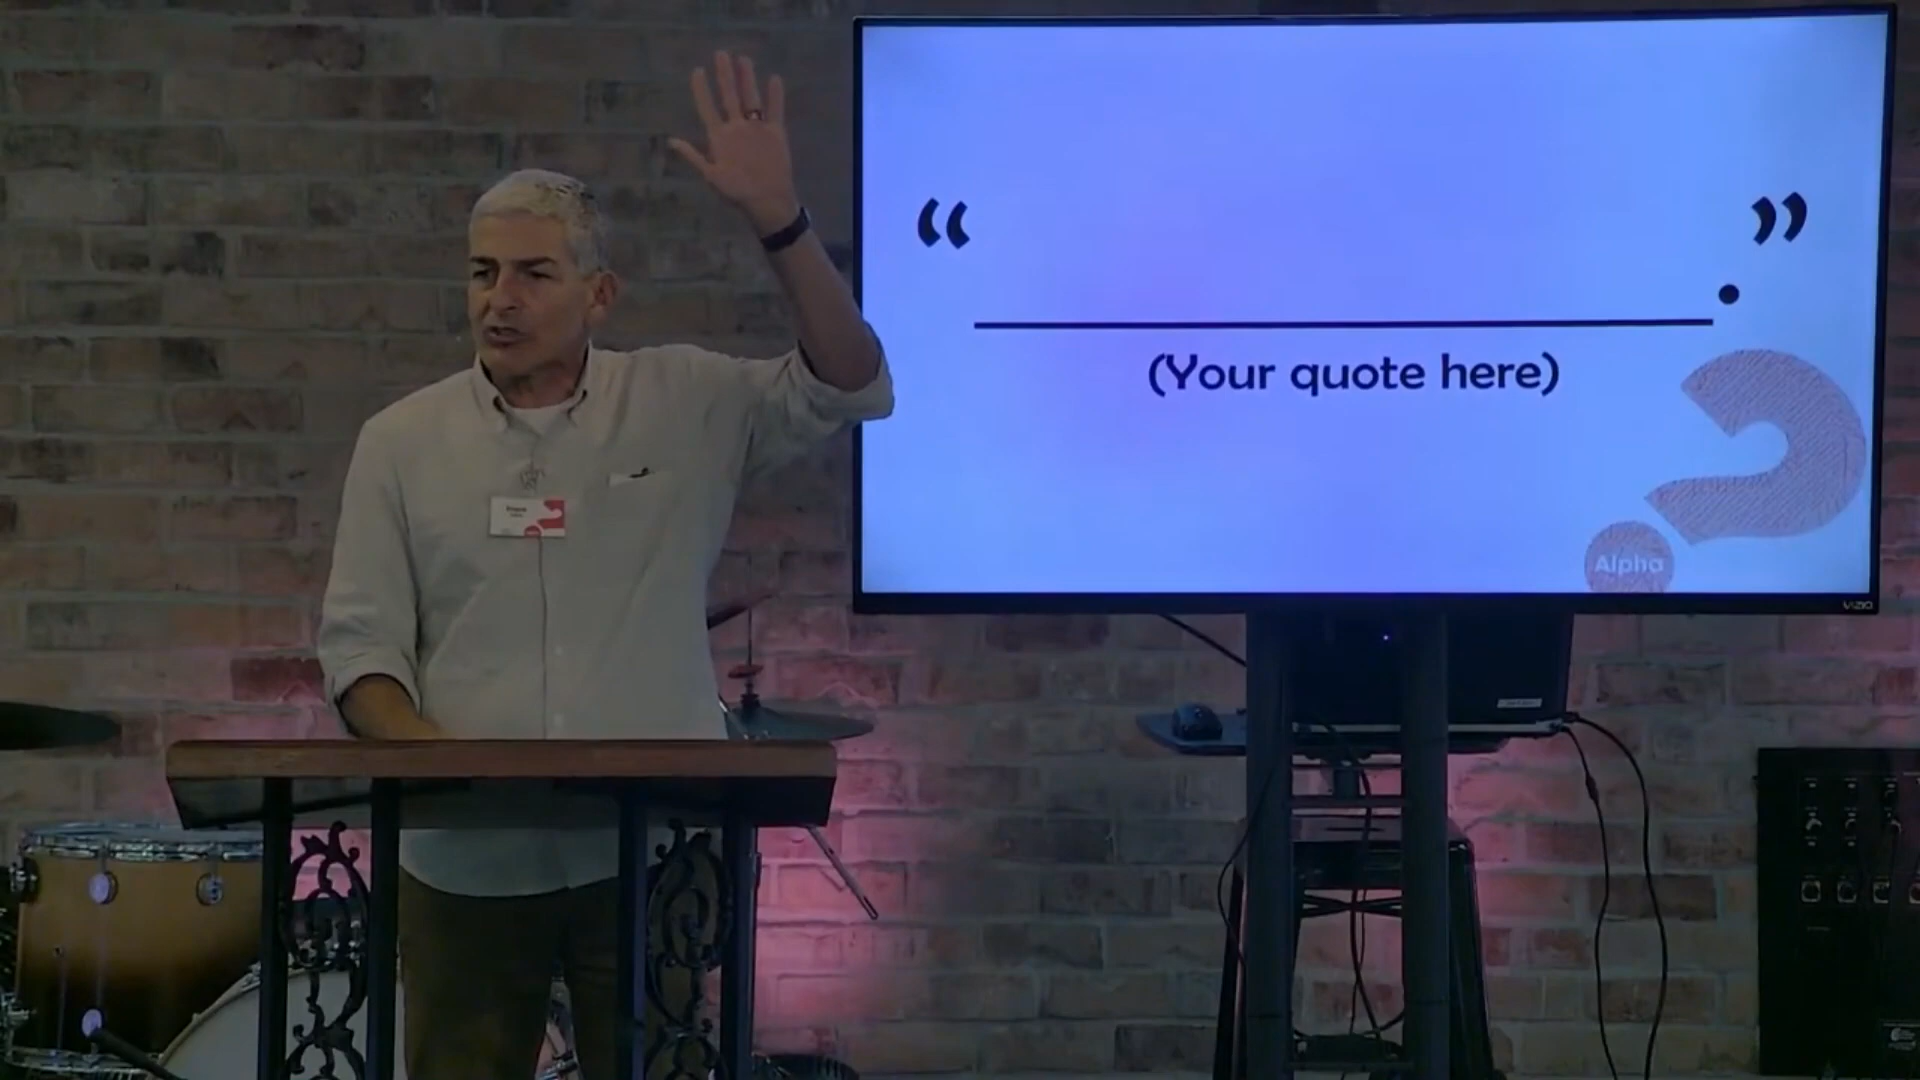 “ .”
(Your quote here)
Alpha
VIZIO